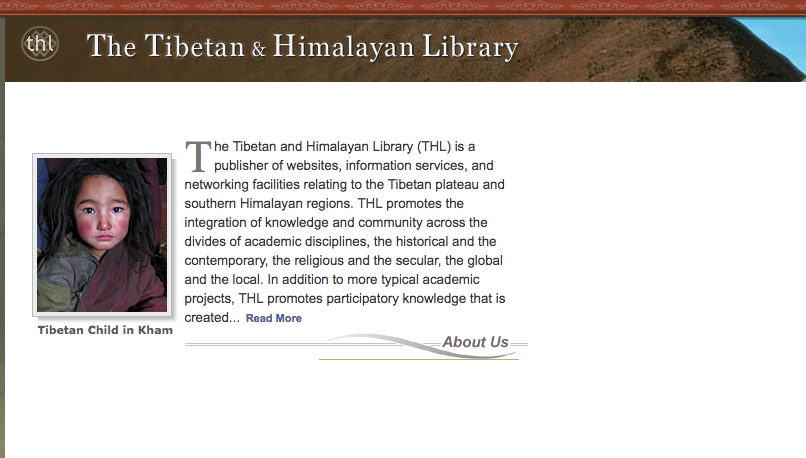 thl
The Tibetan & Himalayan Library
The Tibetan and Himalayan Library (THL) is a
publisher of websites, information services, and
networking facilities relating to the Tibetan plateau and
southern Himalayan regions. THL promotes the
integration of knowledge and community across the
divides of academic disciplines, the historical and the
contemporary, the religious and the secular, the global
and the local. In addition to more typical academic
projects, THL promotes participatory knowledge that is
created... Read More
Tibetan Child in Kham
About Us